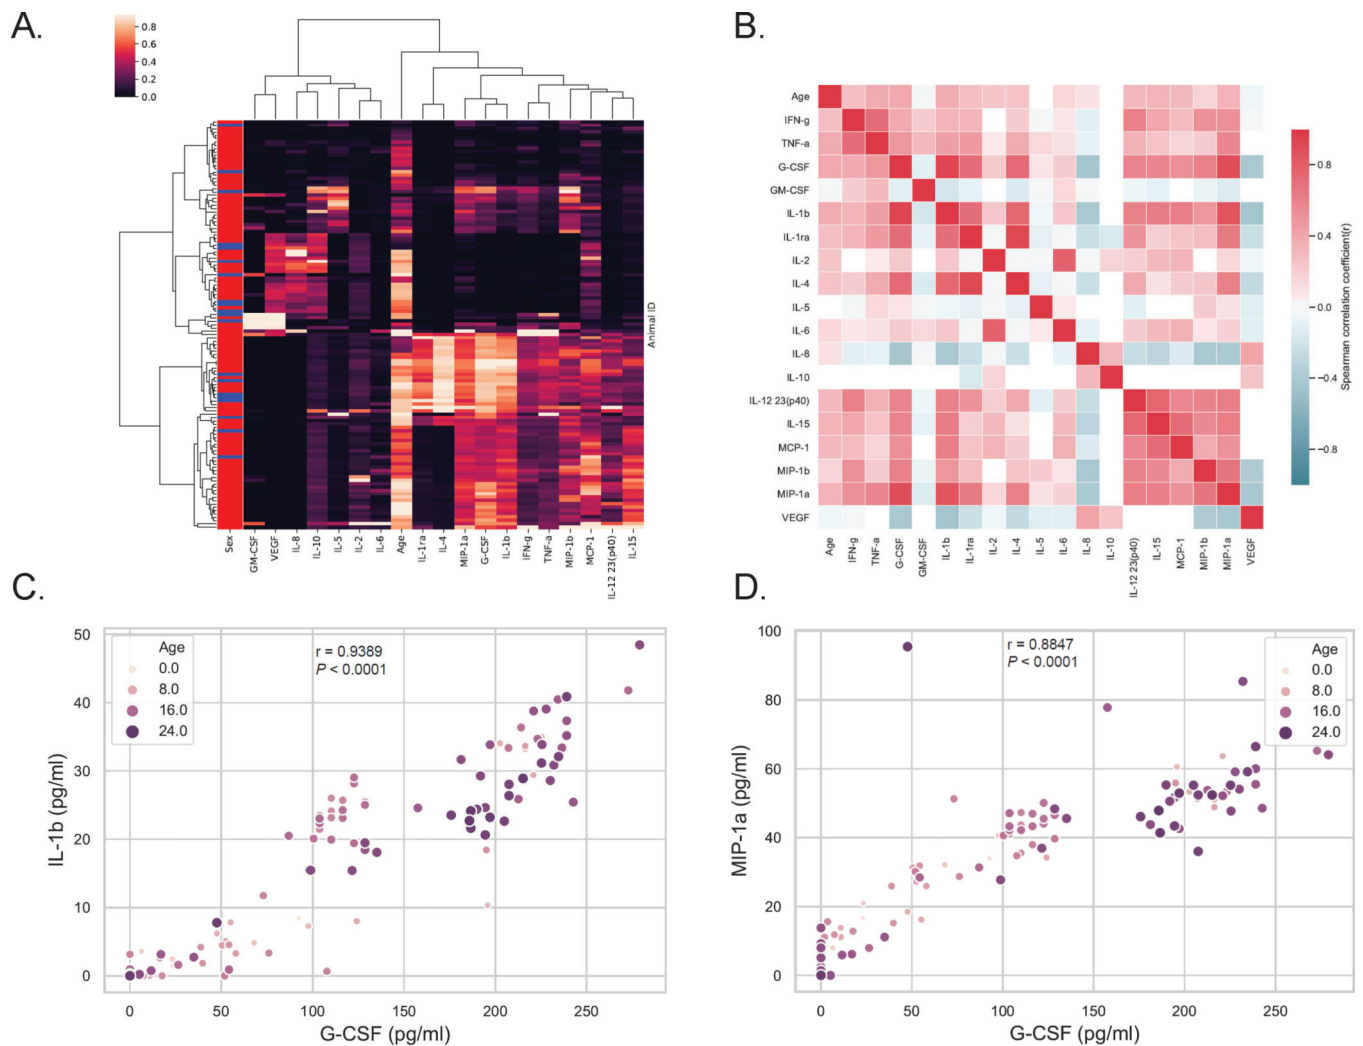 A.
0.8
0.6
0.4
0.2
0.0
Animal ID
Sex
GM-CSF
VEGF
IL-8
IL-10
IL-5
IL-2
IL-6
Age
IL-1ra
IL-4
MIP-1a
G-CSF
IL-1b
IFN-g
TNF-a
MIP-1b
MCP-1
IL-12 23(p40)
IL-15
B.
Age
IFN-g
TNF-a
G-CSF
GM-CSF
IL-1b
IL-1ra
IL-2
IL-4
IL-5
IL-6
IL-8
IL-10
IL-12 23(p40)
IL-15
MCP-1
MIP-1b
MIP-1a
VEGF
Age
IFN-g
TNF-a
G-CSF
GM-CSF
IL-1b
IL-1ra
IL-2
IL-4
IL-5
IL-6
IL-8
IL-10
IL-12 23(p40)
IL-15
MCP-1
MIP-1b
MIP-1a
VEGF
0.8
0.4
0.0
−0.4
−0.8
Spearman correlation coefficient(r)
C.
50
40
30
20
10
0
IL-1b (pg/ml)
Age
0.0
8.0
16.0
24.0
r = 0.9389
P < 0.0001
0
50
100
150
200
250
G-CSF (pg/ml)
D.
100
80
60
40
20
0
MIP-1a (pg/ml)
r = 0.8847
P < 0.0001
Age
0.0
8.0
16.0
24.0
0
50
100
150
200
250
G-CSF (pg/ml)